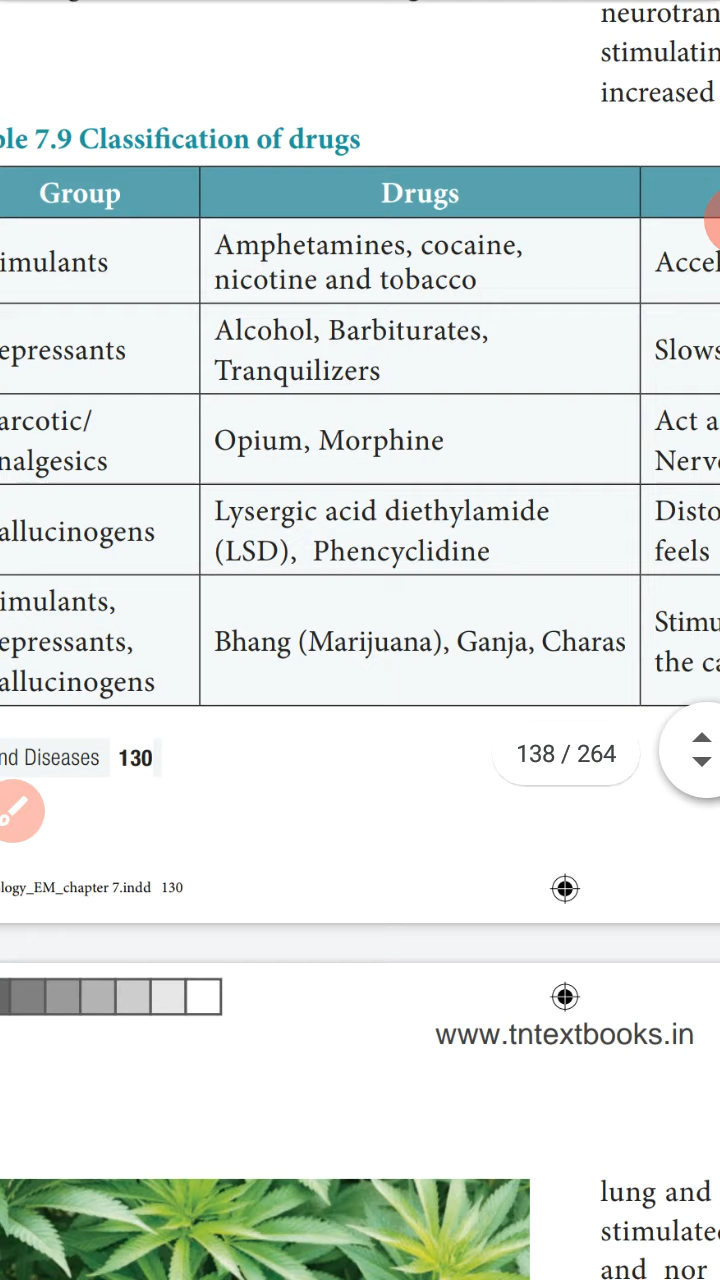 neurotran
stimulatin
increased
ble 7.9 Classification of drugs
Group Drugs
imulants Amphetamines, cocaine, nicotine and tobacco Accel
epressants Alcohol, Barbiturates, Tranquilizers Slows
arcotic/ nalgesics Opium, Morphine Act a Nerve
allucinogens Lysergic acid diethylamide (LSD), Phencyclidine Disto feels
imulants, epressants, allucinogens Bhang (Marijuana), Ganja, Charas Stimu the ca
nd Diseases 130
138 / 264
logy_EM_chapter 7.indd 130
www.tntextbooks.in
lung and
stimulate
and nor